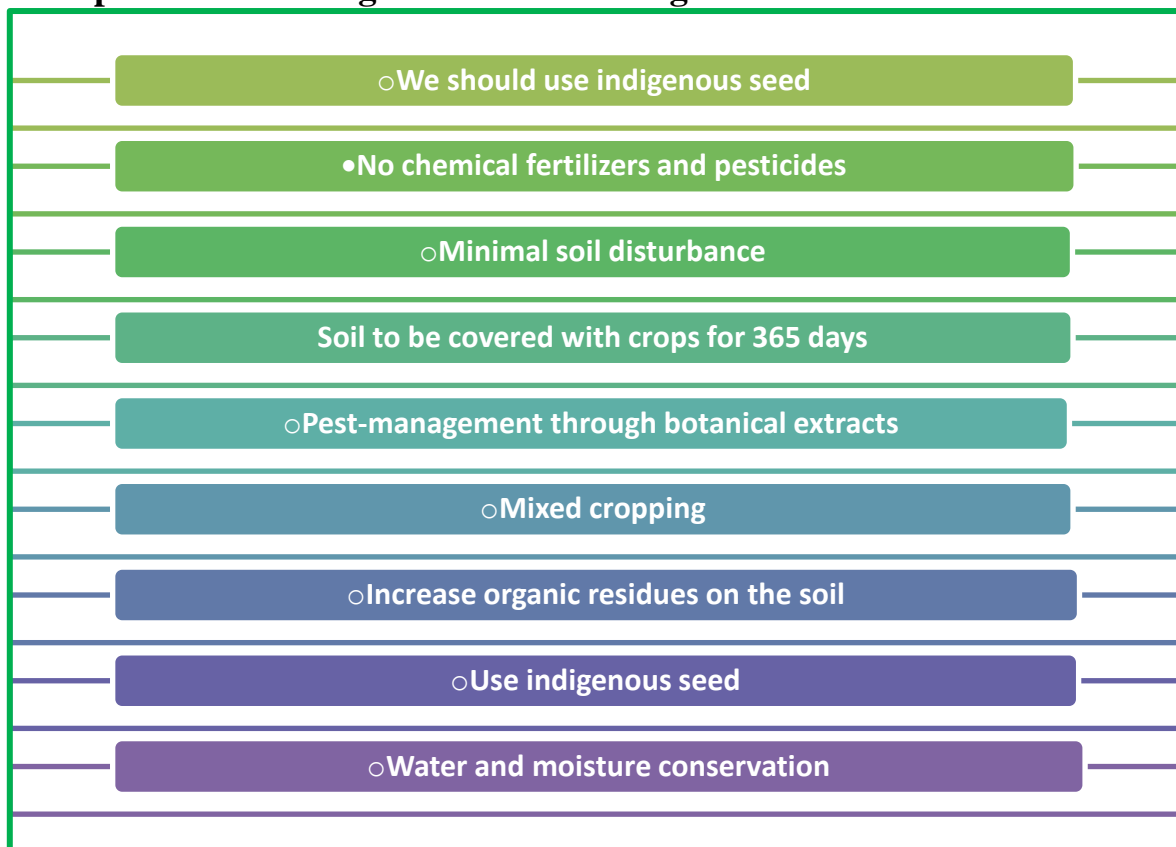 ○We should use indigenous seed
•No chemical fertilizers and pesticides
○Minimal soil disturbance
Soil to be covered with crops for 365 days
○Pest-management through botanical extracts
○Mixed cropping
○Increase organic residues on the soil
○Use indigenous seed
○Water and moisture conservation